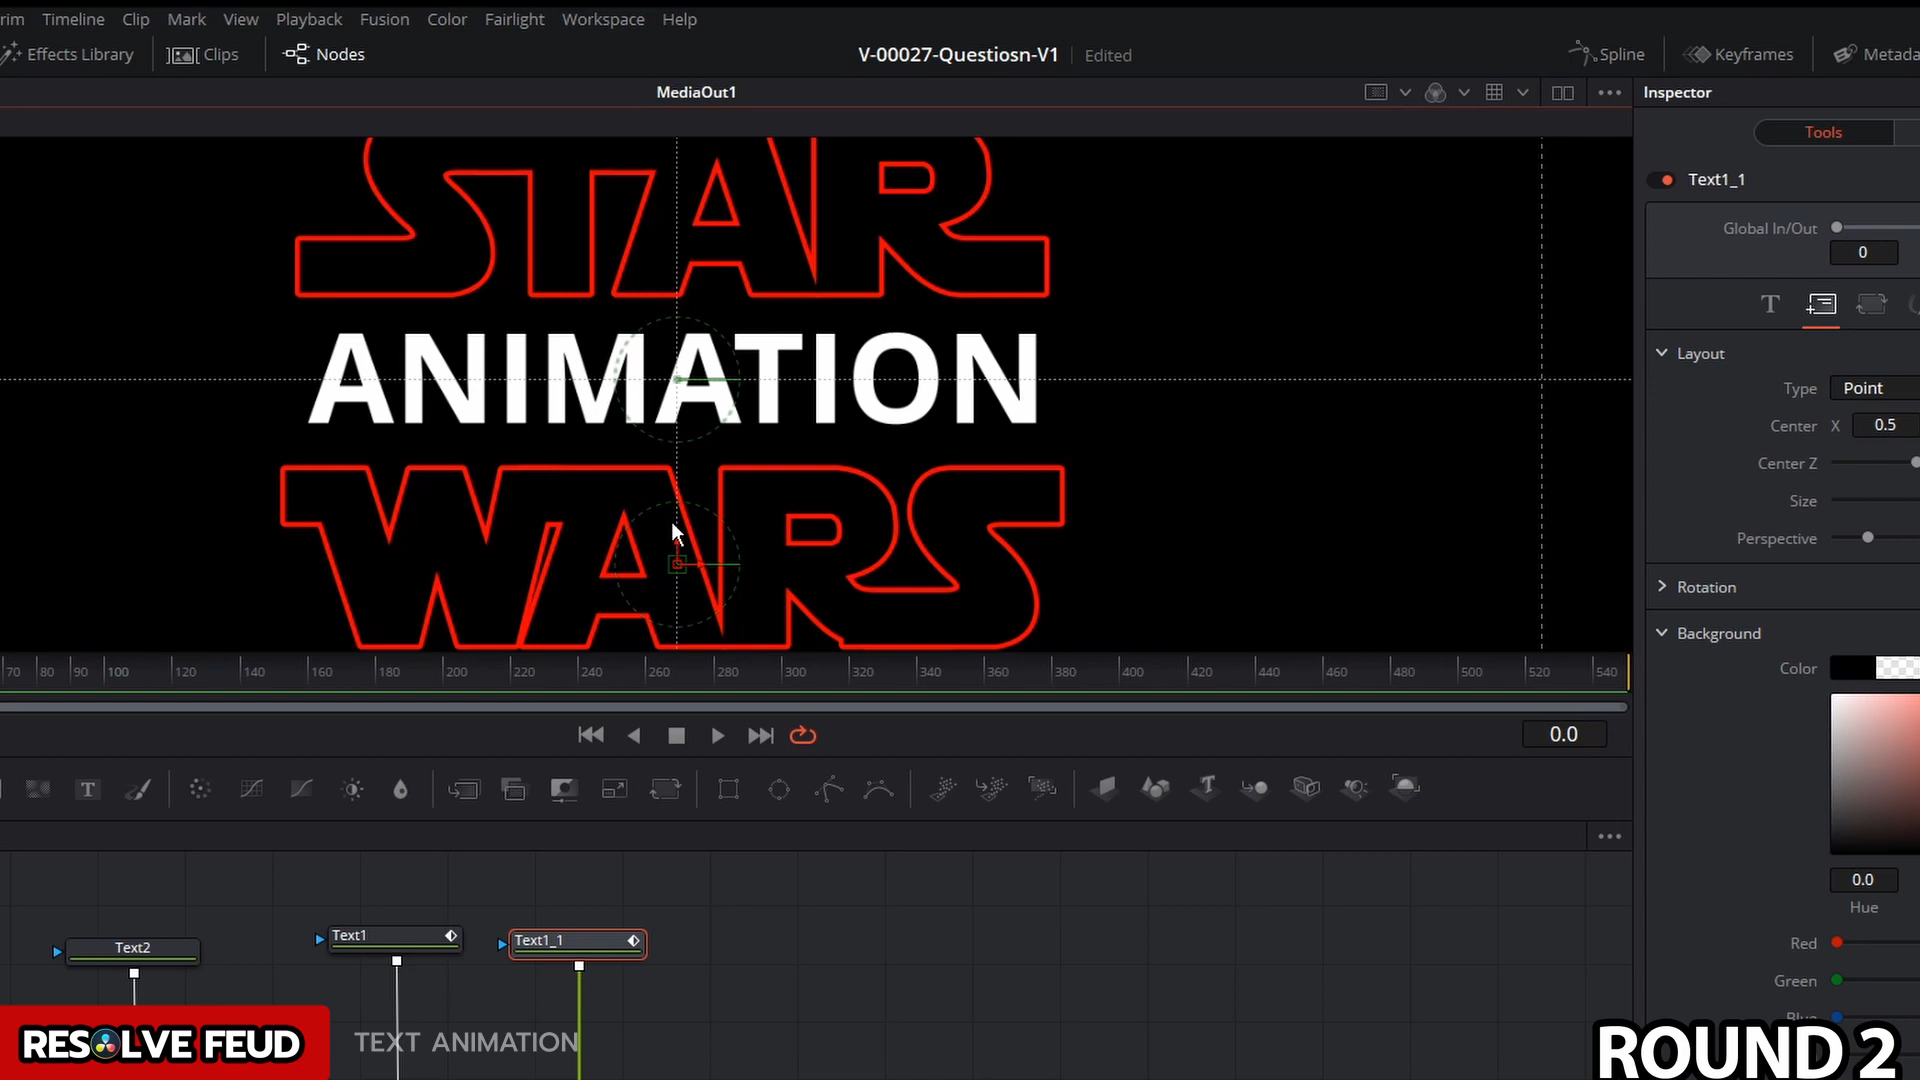 rim Timeline Clip Mark View Playback Fusion Color Fairlight Workspace Help
Effects Library Clips Nodes V-00027-Questiosn-V1 Edited Spline Keyframes Metada
MediaOut1 Inspector
Tools
STAR
ANIMATION
WARS
Text1_1
Global In/Out
0
T
Layout
Type Point
Center X 0.5
Center Z
Size
Perspective
Rotation
Background
Color
70 80 90 100 120 140 160 180 200 220 240 260 280 300 320 340 360 380 400 420 440 460 480 500 520 540
0.0
T
0.0
Hue
Red
Green
Blue
Text2 Text1 Text1_1
RESOLVE FEUD TEXT ANIMATION ROUND 2